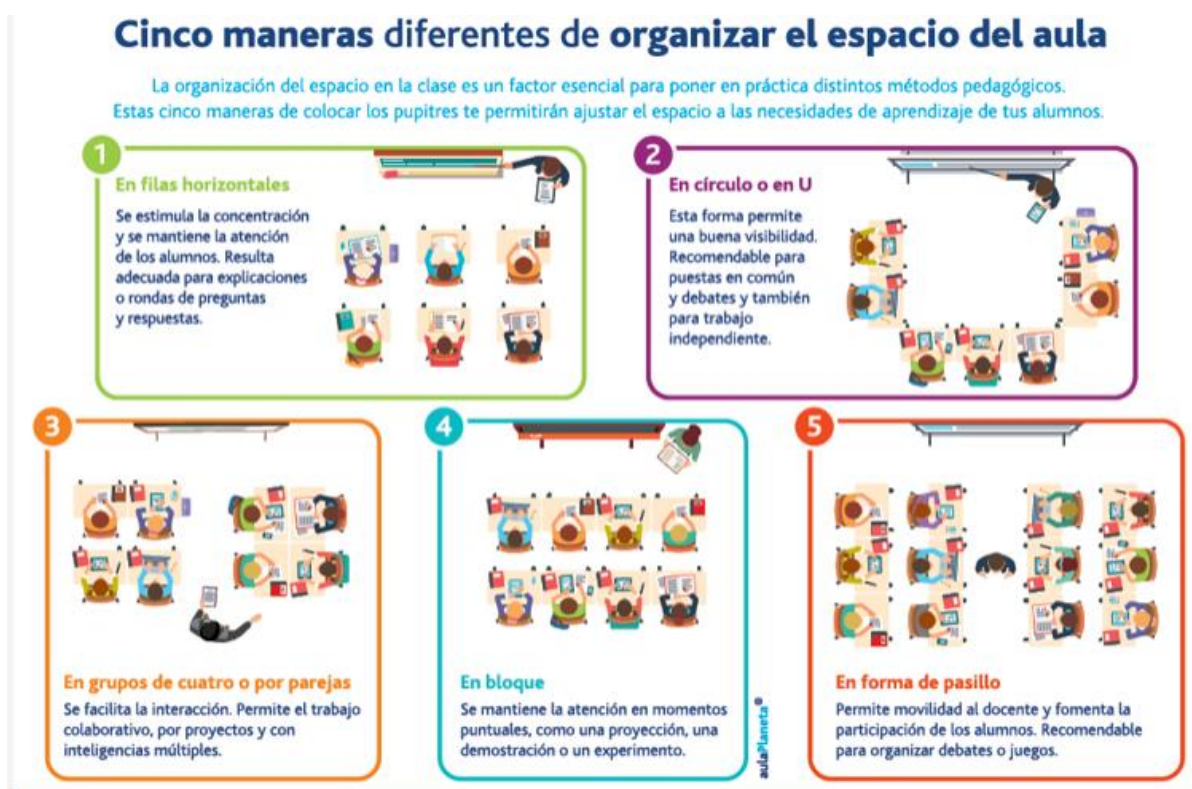 Cinco maneras diferentes de organizar el espacio del aula
La organización del espacio en la clase es un factor esencial para poner en práctica distintos métodos pedagógicos.
Estas cinco maneras de colocar los pupitres te permitirán ajustar el espacio a las necesidades de aprendizaje de tus alumnos.
1
En filas horizontales
Se estimula la concentración
y se mantiene la atención
de los alumnos. Resulta
adecuada para explicaciones
o rondas de preguntas
y respuestas.
2
En círculo o en U
Esta forma permite
una buena visibilidad.
Recomendable para
puestas en común
y debates y también
para trabajo
independiente.
3
En grupos de cuatro o por parejas
Se facilita la interacción. Permite el trabajo
colaborativo, por proyectos y con
inteligencias múltiples.
4
En bloque
Se mantiene la atención en momentos
puntuales, como una proyección, una
demostración o un experimento.
aulaPlaneta
5
En forma de pasillo
Permite movilidad al docente y fomenta la
participación de los alumnos. Recomendable
para organizar debates o juegos.